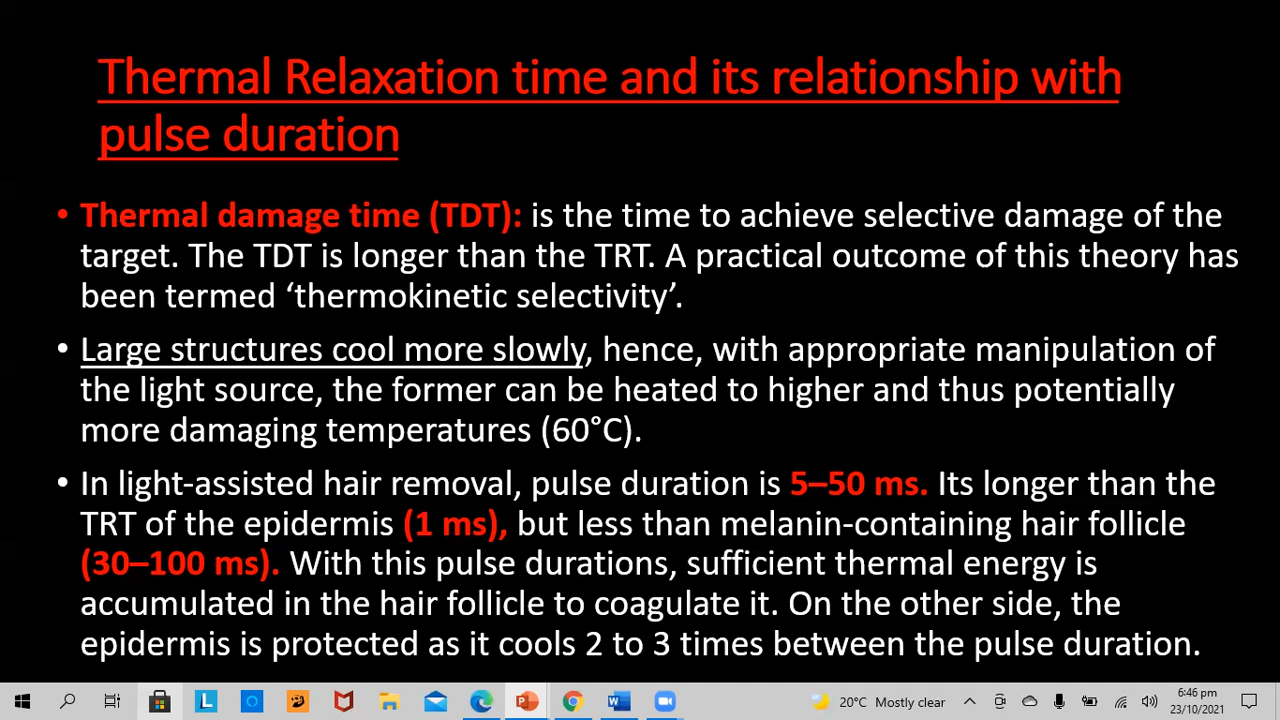 Thermal Relaxation time and its relationship with
pulse duration
• Thermal damage time (TDT): is the time to achieve selective damage of the
target. The TDT is longer than the TRT. A practical outcome of this theory has
been termed ‘thermokinetic selectivity’.
• Large structures cool more slowly, hence, with appropriate manipulation of
the light source, the former can be heated to higher and thus potentially
more damaging temperatures (60°C).
• In light-assisted hair removal, pulse duration is 5–50 ms. Its longer than the
TRT of the epidermis (1 ms), but less than melanin-containing hair follicle
(30–100 ms). With this pulse durations, sufficient thermal energy is
accumulated in the hair follicle to coagulate it. On the other side, the
epidermis is protected as it cools 2 to 3 times between the pulse duration.
L
20°C Mostly clear
6:46 pm
23/10/2021